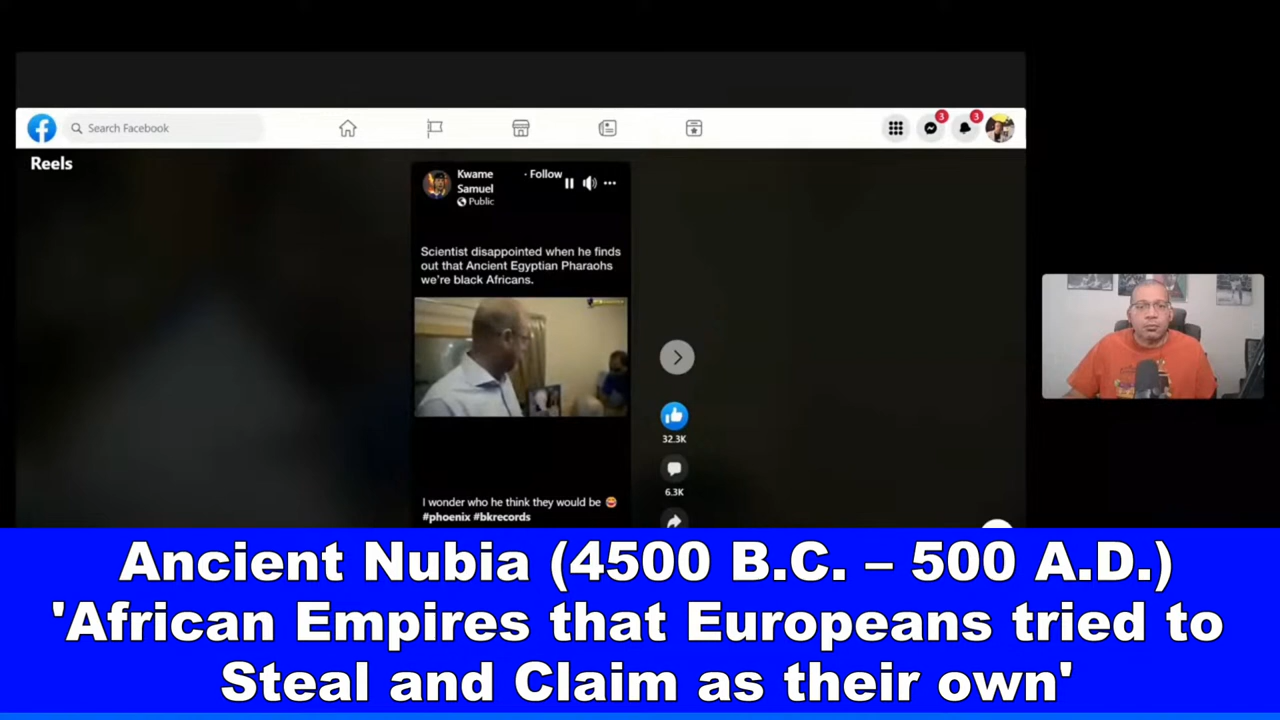 Search Facebook
3
3
Reels
Kwame
Samuel
· Follow
Public
Scientist disappointed when he finds
out that Ancient Egyptian Pharaohs
we're black Africans.
32.3K
6.3K
I wonder who he think they would be 😂
#phoenix #bkrecords
Ancient Nubia (4500 B.C. – 500 A.D.)
'African Empires that Europeans tried to
Steal and Claim as their own'